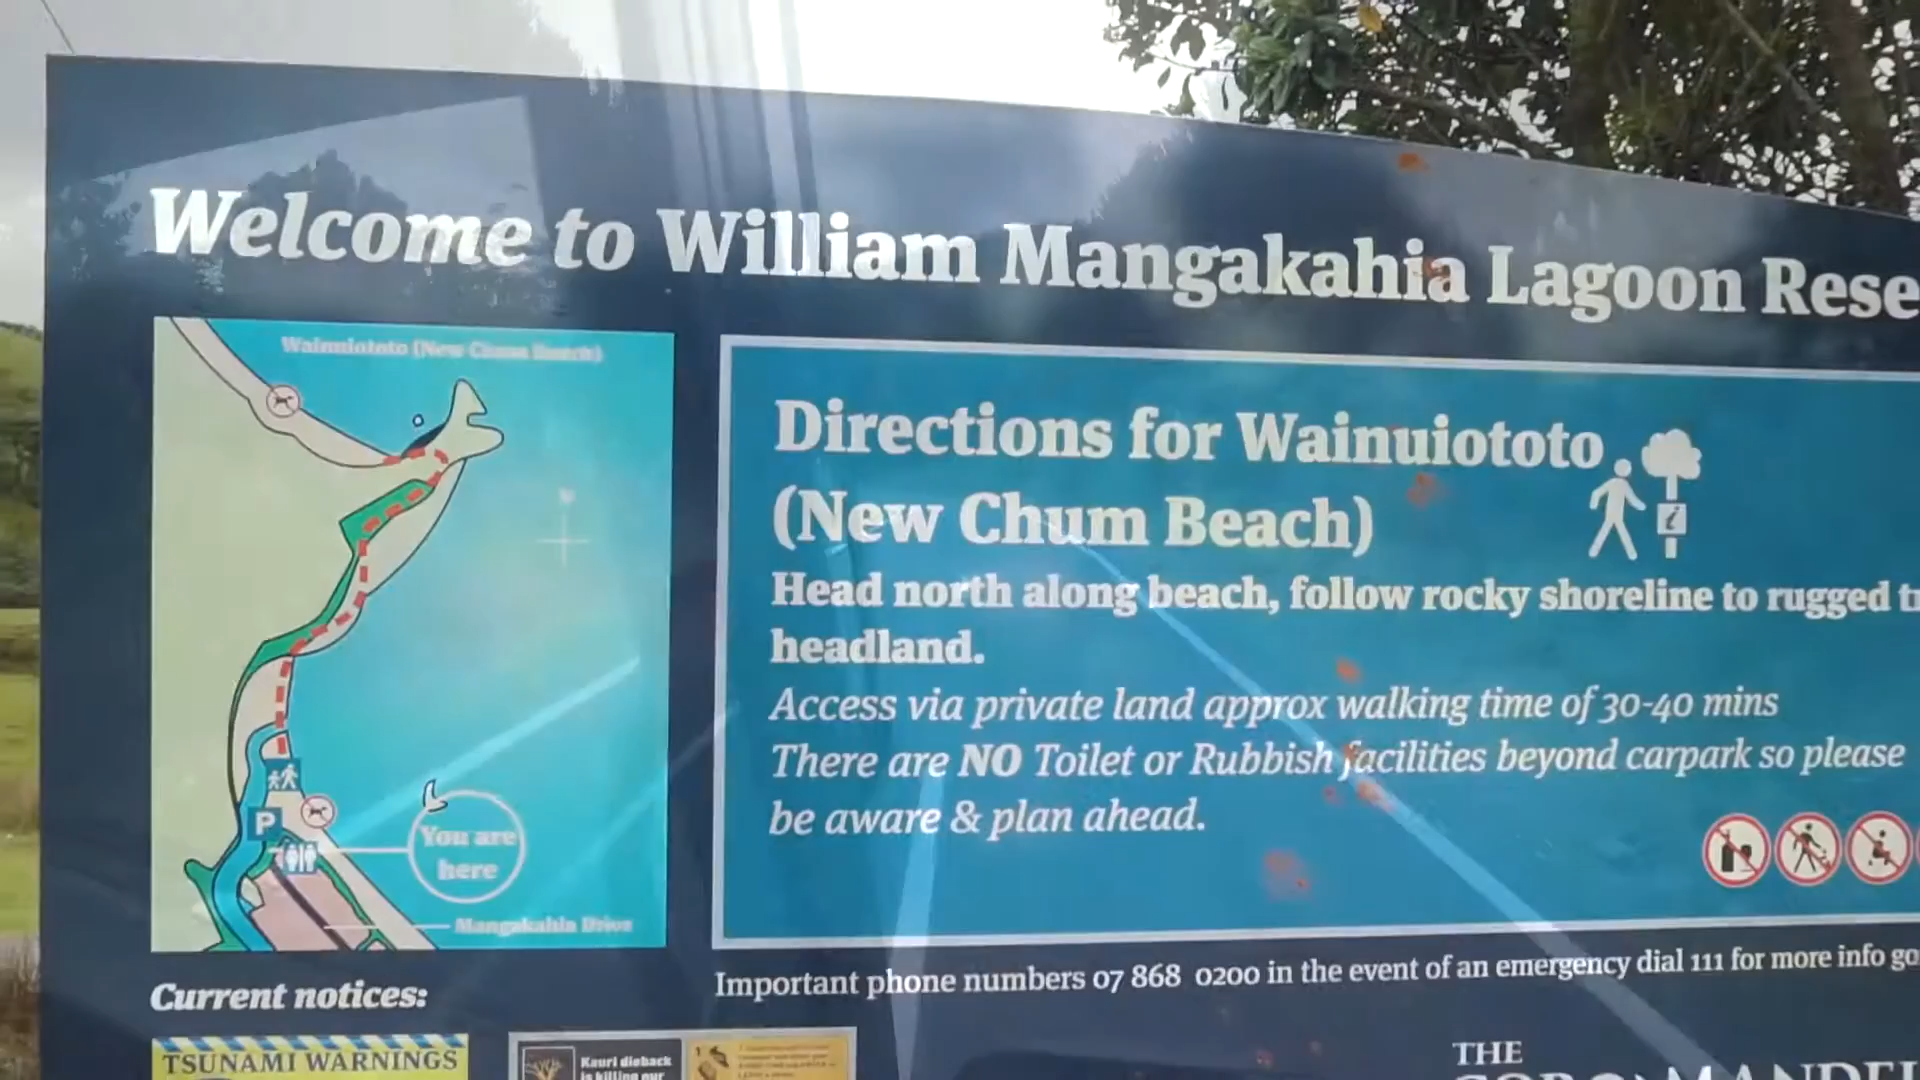 Welcome to William Mangakahia Lagoon Rese
Wainuiototo (New Chum Beach)
P
You are
here
Mangakahia Drive
Directions for Wainuiototo
(New Chum Beach)
Head north along beach, follow rocky shoreline to rugged tr
headland.
Access via private land approx walking time of 30-40 mins
There are NO Toilet or Rubbish facilities beyond carpark so please
be aware & plan ahead.
Important phone numbers 07 868 0200 in the event of an emergency dial 111 for more info go
Current notices:
TSUNAMI WARNINGS
Kauri dieback
is killing our
THE